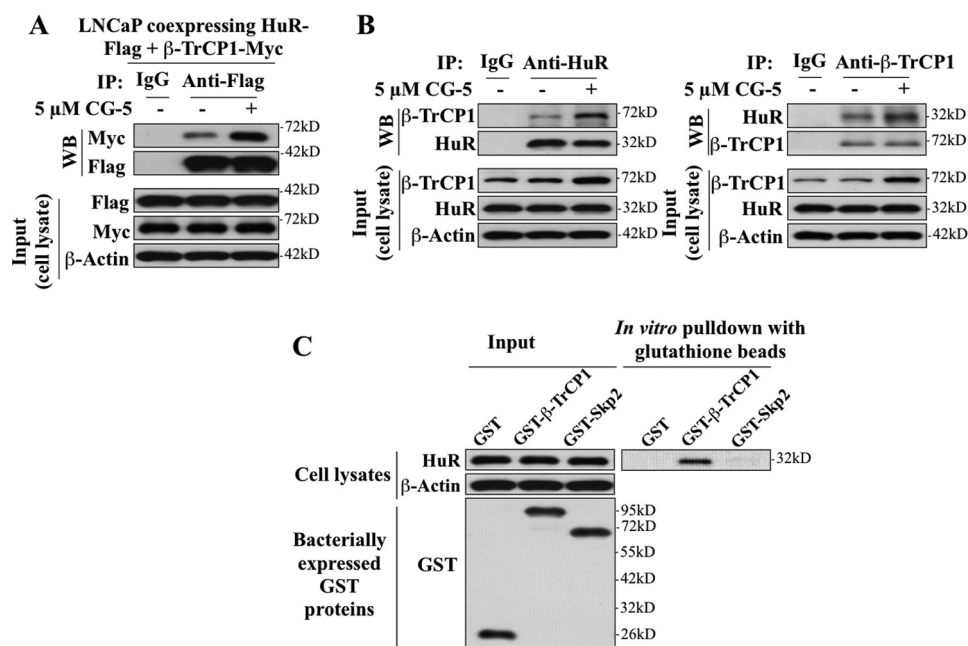 A
LNCaP coexpressing HuR-
Flag + β-TrCP1-Myc
IP: IgG Anti-Flag
5 µM CG-5 - - +
WB
Myc -72kD
Flag -42kD
Input
(cell lysate)
Flag -42kD
Myc -72kD
β-Actin -42kD
B
IP: IgG Anti-HuR
5 µM CG-5 - - +
WB
β-TrCP1 -72kD
HuR -32kD
Input
(cell lysate)
β-TrCP1 -72kD
HuR -32kD
β-Actin -42kD
IP: IgG Anti-β-TrCP1
5 µM CG-5 - - +
WB
HuR -32kD
β-TrCP1 -72kD
Input
(cell lysate)
β-TrCP1 -72kD
HuR -32kD
β-Actin -42kD
C
Input
In vitro pulldown with
glutathione beads
GST GST-β-TrCP1 GST-Skp2
GST GST-β-TrCP1 GST-Skp2
Cell lysates
HuR -32kD
β-Actin
Bacterially
expressed
GST
proteins
GST
-95kD
-72kD
-55kD
-42kD
-32kD
-26kD